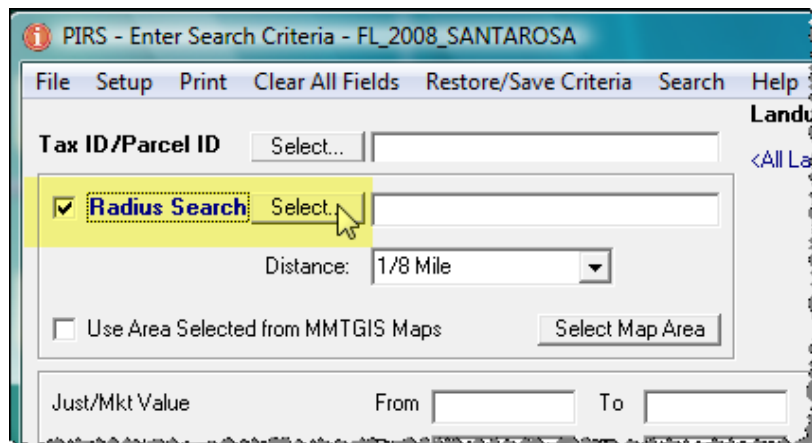 PIRS - Enter Search Criteria - FL_2008_SANTAROSA
File Setup Print Clear All Fields Restore/Save Criteria Search Help
Tax ID/Parcel ID Select...
<All La
Radius Search Select...
Distance: 1/8 Mile
Use Area Selected from MMTGIS Maps Select Map Area
Just/Mkt Value From To